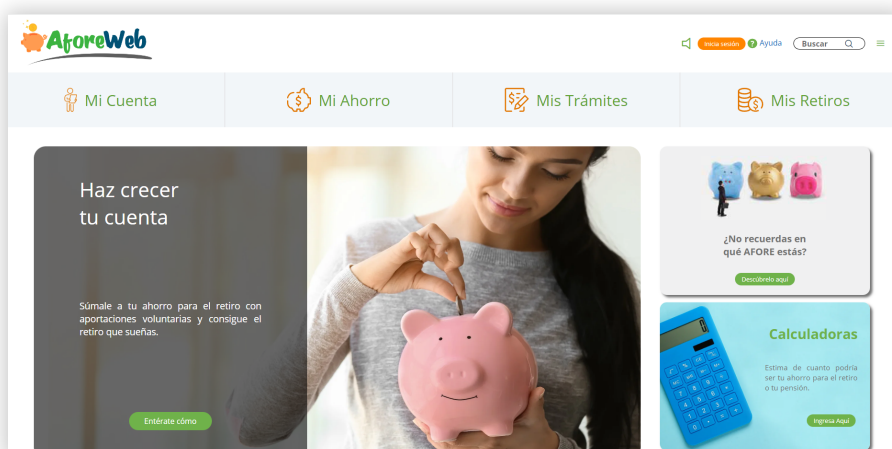 AforeWeb
Inicia sesión
? Ayuda
Buscar
Mi Cuenta
Mi Ahorro
Mis Trámites
Mis Retiros
Haz crecer
tu cuenta
Súmale a tu ahorro para el retiro con
aportaciones voluntarias y consigue el
retiro que sueñas.
Entérate cómo
¿No recuerdas en
qué AFORE estás?
Descúbrelo aquí
Calculadoras
Estima de cuanto podría
ser tu ahorro para el retiro
o tu pensión.
Ingresa Aquí